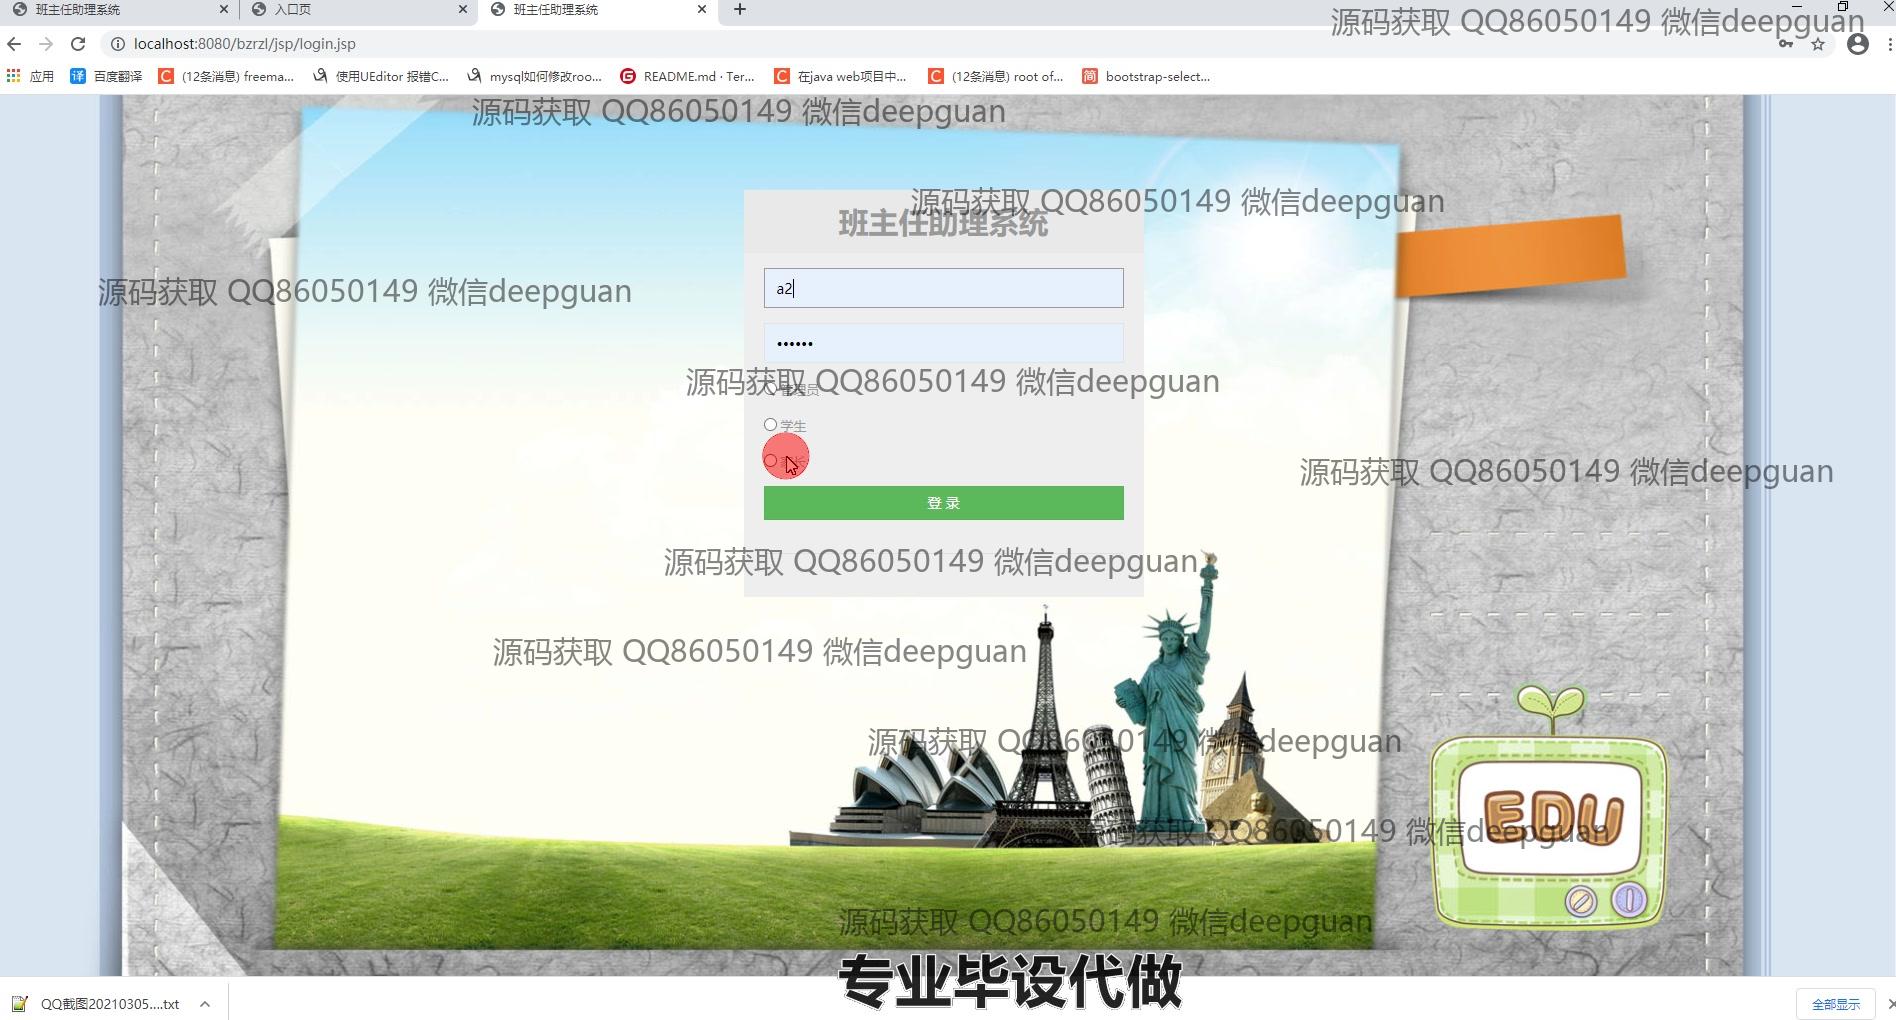 班主任助理系统
入口页
班主任助理系统
源码获取 QQ86050149 微信deepguan
localhost:8080/bzrzl/jsp/login.jsp
应用
百度翻译
(12条消息) freema...
使用UEditor 报错C...
mysql如何修改roo...
README.md · Ter...
在java web项目中...
(12条消息) root of...
bootstrap-select...
源码获取 QQ86050149 微信deepguan
源码获取 QQ86050149 微信deepguan
班主任助理系统
源码获取 QQ86050149 微信deepguan
a2
源码获取 QQ86050149 微信deepguan
管理员
学生
源码获取 QQ86050149 微信deepguan
登 录
源码获取 QQ86050149 微信deepguan
源码获取 QQ86050149 微信deepguan
源码获取 QQ86050149 微信deepguan
码获取 QQ86050149 微信deepguan
EDU
源码获取 QQ86050149 微信deepguan
专业毕设代做
QQ截图20210305....txt
全部显示